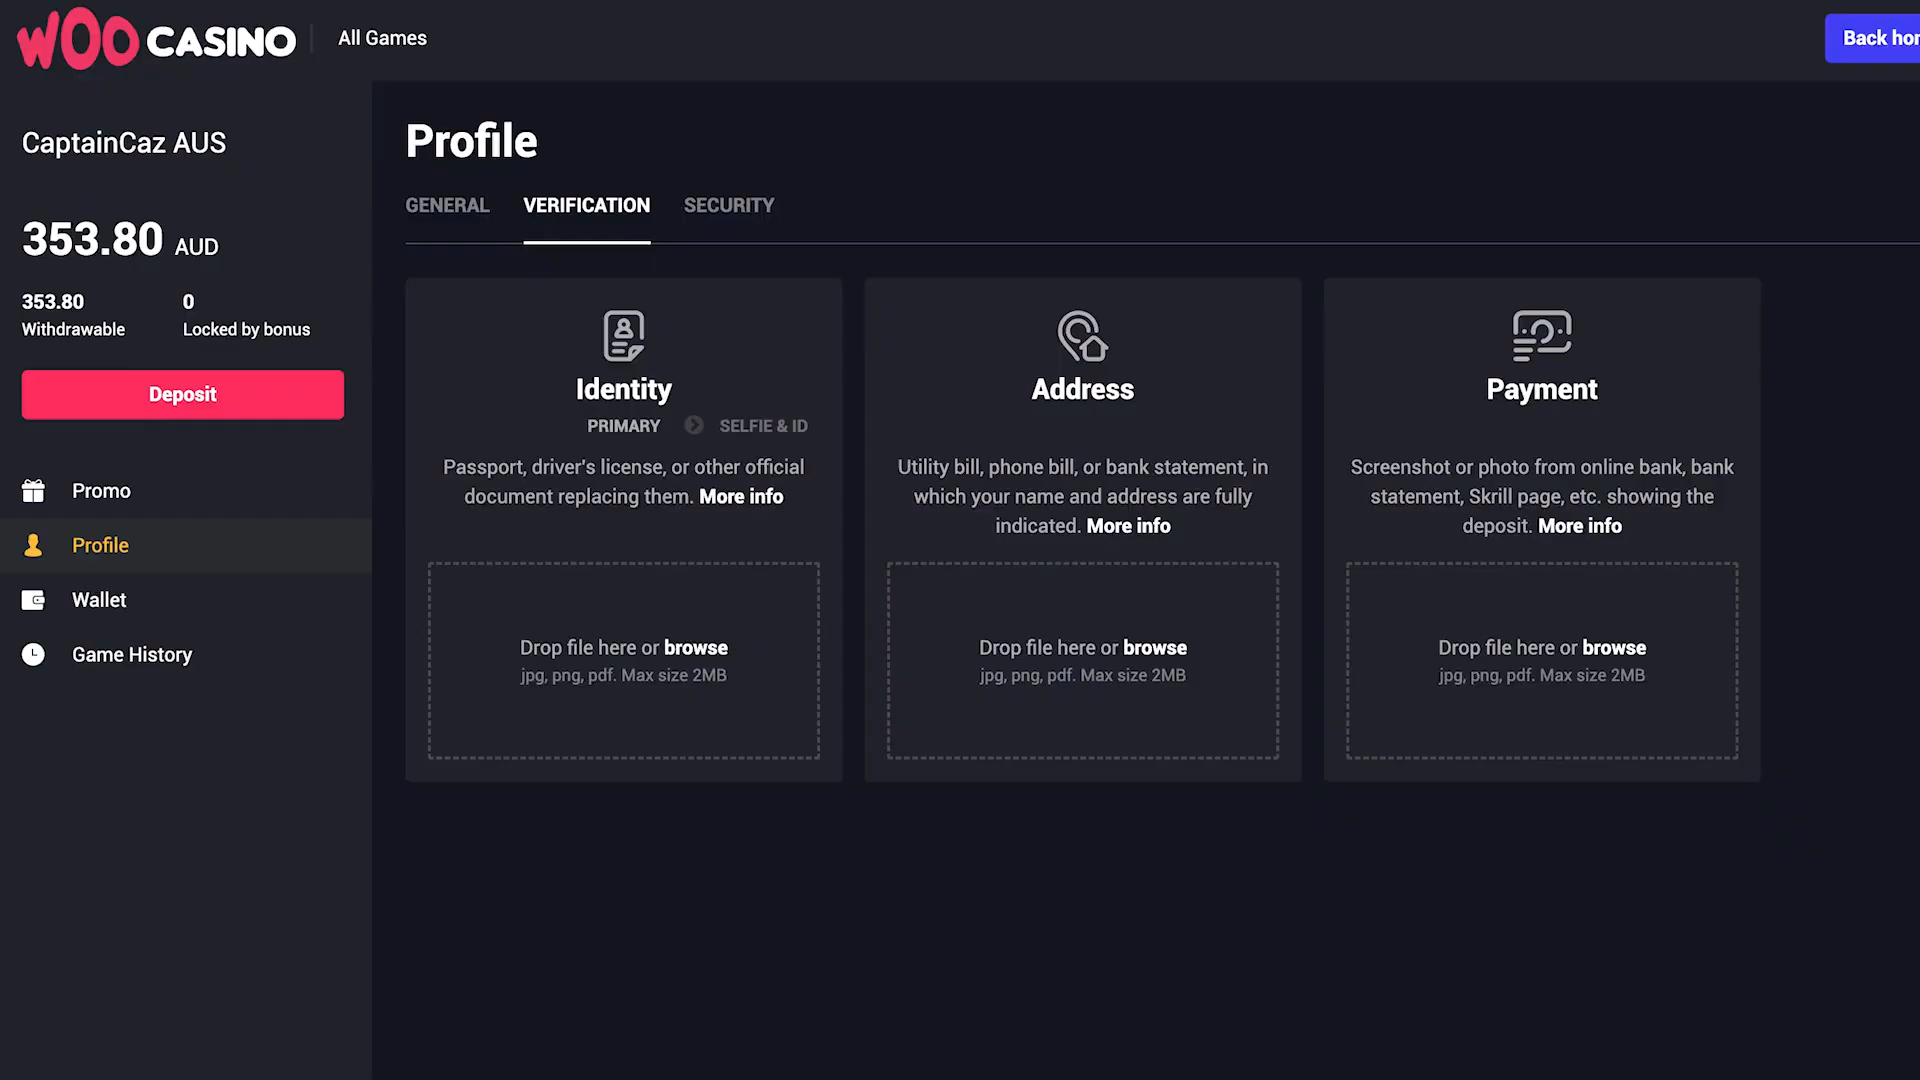 WOO CASINO
All Games
Back hor
CaptainCaz AUS
353.80 AUD
353.80
Withdrawable
0
Locked by bonus
Deposit
Promo
Profile
Wallet
Game History
Profile
GENERAL
VERIFICATION
SECURITY
Identity
PRIMARY
SELFIE & ID
Passport, driver's license, or other official
document replacing them. More info
Drop file here or browse
jpg, png, pdf. Max size 2MB
Address
Utility bill, phone bill, or bank statement, in
which your name and address are fully
indicated. More info
Drop file here or browse
jpg, png, pdf. Max size 2MB
Payment
Screenshot or photo from online bank, bank
statement, Skrill page, etc. showing the
deposit. More info
Drop file here or browse
jpg, png, pdf. Max size 2MB